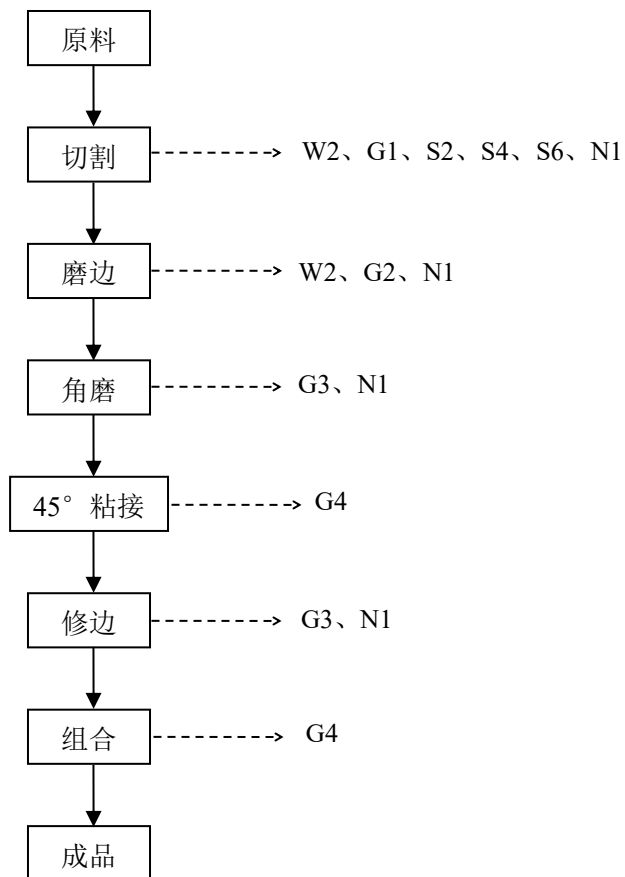 原料
切割 W2、G1、S2、S4、S6、N1
磨边 W2、G2、N1
角磨 G3、N1
45°粘接 G4
修边 G3、N1
组合 G4
成品